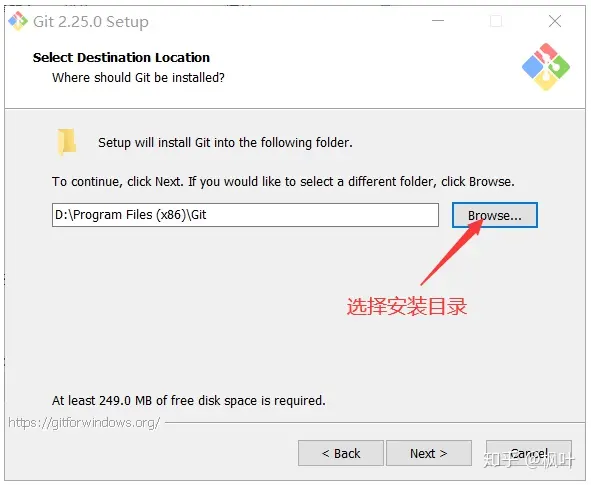 Git 2.25.0 Setup
Select Destination Location
Where should Git be installed?
Setup will install Git into the following folder.
To continue, click Next. If you would like to select a different folder, click Browse.
D:\Program Files (x86)\Git
Browse...
选择安装目录
At least 249.0 MB of free disk space is required.
https://gitforwindows.org/
< Back
Next >
Cancel
知乎 @枫叶